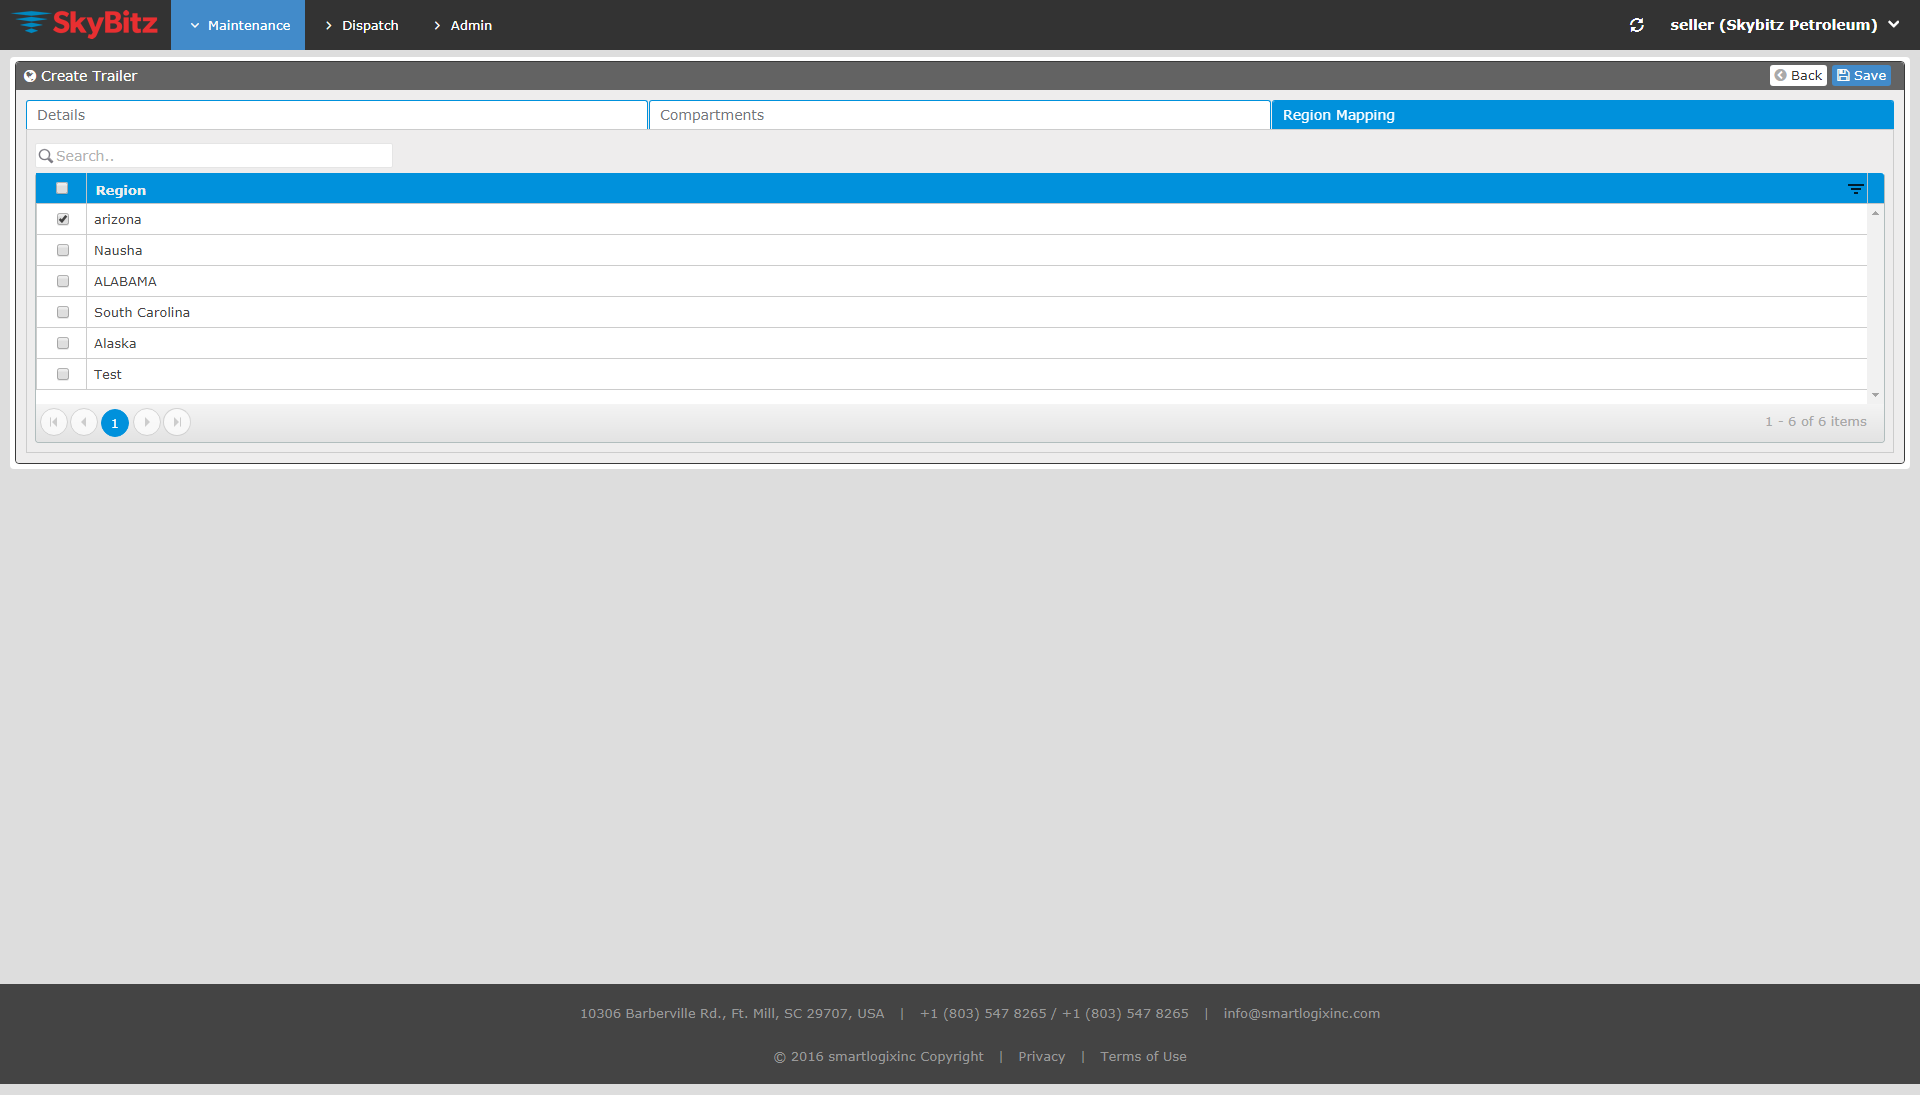 SkyBitz Maintenance Dispatch Admin seller (Skybitz Petroleum)
Create Trailer Back Save
Details Compartments Region Mapping
Search..
Region
arizona
Nausha
ALABAMA
South Carolina
Alaska
Test
1 1 - 6 of 6 items
10306 Barberville Rd., Ft. Mill, SC 29707, USA | +1 (803) 547 8265 / +1 (803) 547 8265 | info@smartlogixinc.com
© 2016 smartlogixinc Copyright | Privacy | Terms of Use